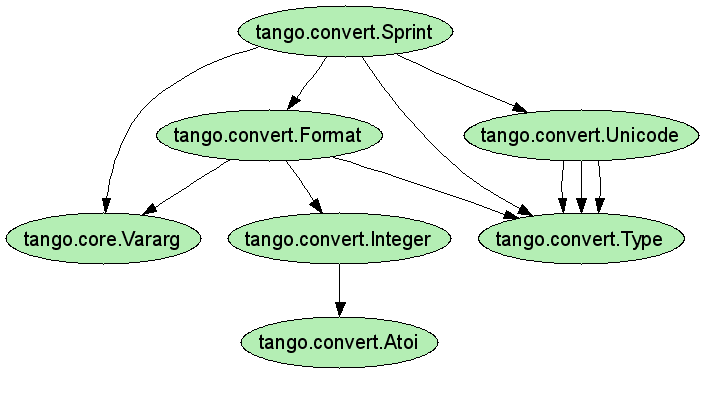 tango.convert.Sprint
tango.convert.Format
tango.convert.Unicode
tango.core.Vararg
tango.convert.Integer
tango.convert.Type
tango.convert.Atoi